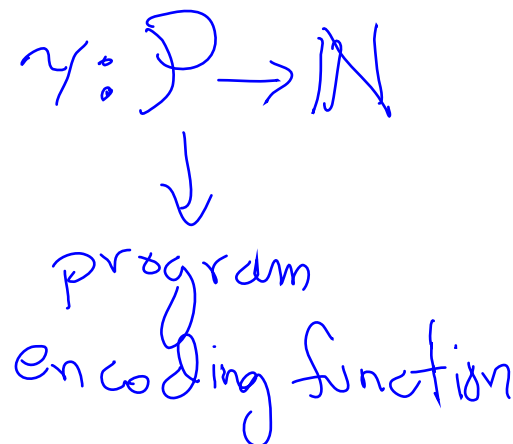 γ: P → ℕ
↓
program
encoding function